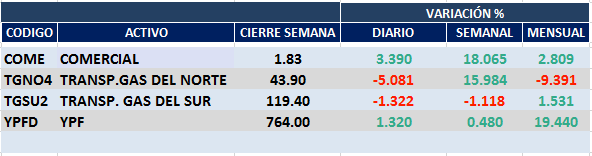 VARIACIÓN %
CODIGO ACTIVO CIERRE SEMANA DIARIO SEMANAL MENSUAL
COME COMERCIAL 1.83 3.390 18.065 2.809
TGNO4 TRANSP.GAS DEL NORTE 43.90 -5.081 15.984 -9.391
TGSU2 TRANSP. GAS DEL SUR 119.40 -1.322 -1.118 1.531
YPFD YPF 764.00 1.320 0.480 19.440